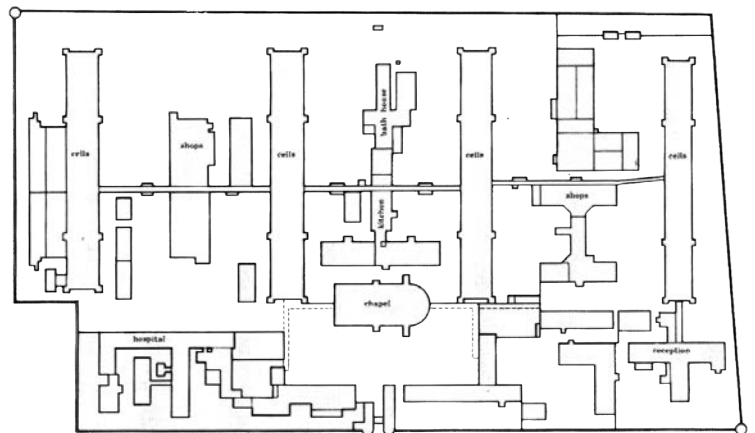 bath house
cells
shops
cells
cells
cells
shops
kitchen
chapel
hospital
reception